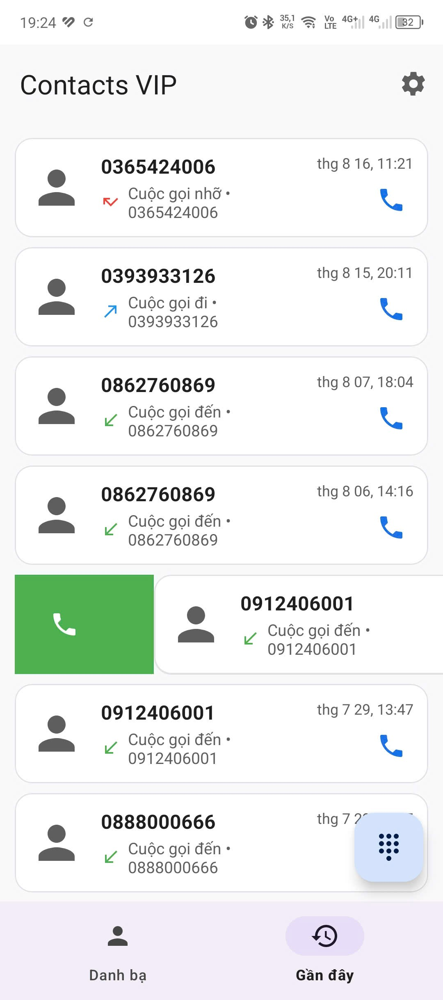 19:24
35,1
K/S
Vo
LTE
4G+
4G
32
Contacts VIP
0365424006
thg 8 16, 11:21
Cuộc gọi nhỡ •
0365424006
0393933126
thg 8 15, 20:11
Cuộc gọi đi •
0393933126
0862760869
thg 8 07, 18:04
Cuộc gọi đến •
0862760869
0862760869
thg 8 06, 14:16
Cuộc gọi đến •
0862760869
0912406001
Cuộc gọi đến •
0912406001
0912406001
thg 7 29, 13:47
Cuộc gọi đến •
0912406001
0888000666
thg 7
Cuộc gọi đến •
0888000666
Danh bạ
Gần đây